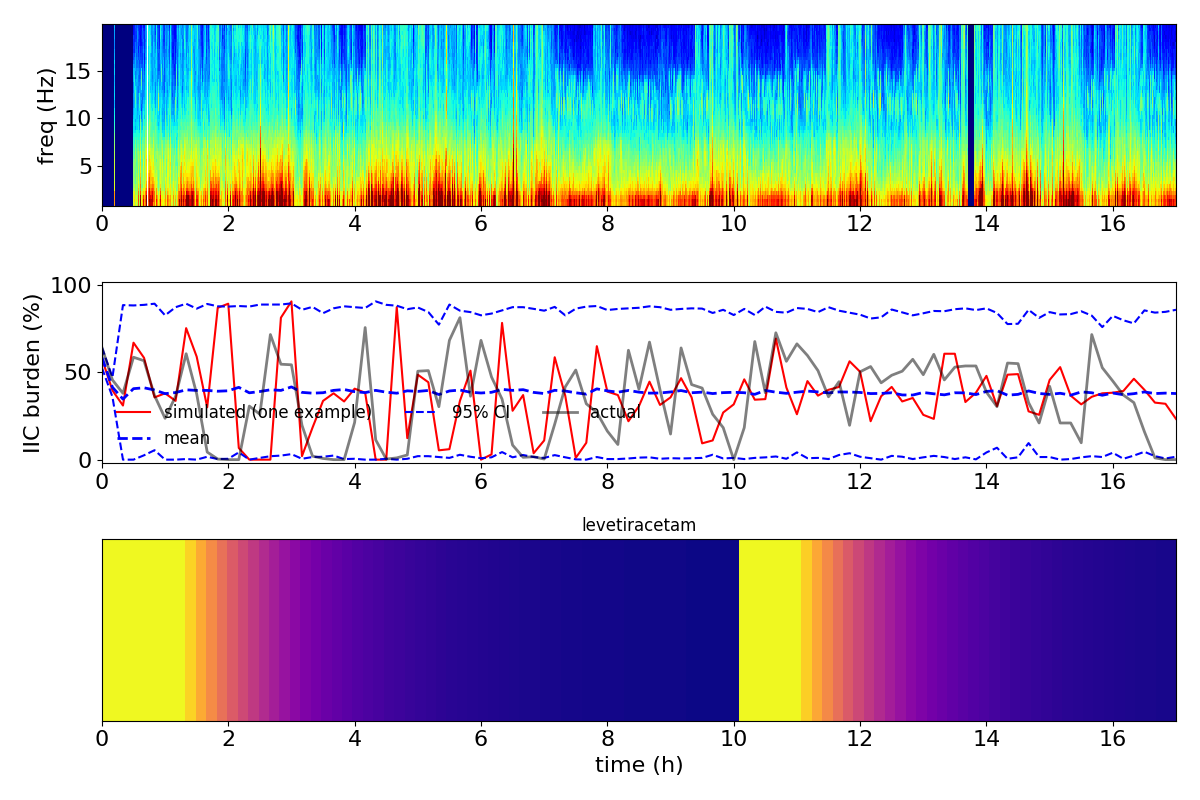 freq (Hz)
15
10
5
0 2 4 6 8 10 12 14 16
IIC burden (%)
100
50
0
simulated (one example) 95% CI actual
mean
0 2 4 6 8 10 12 14 16
levetiracetam
0 2 4 6 8 10 12 14 16
time (h)